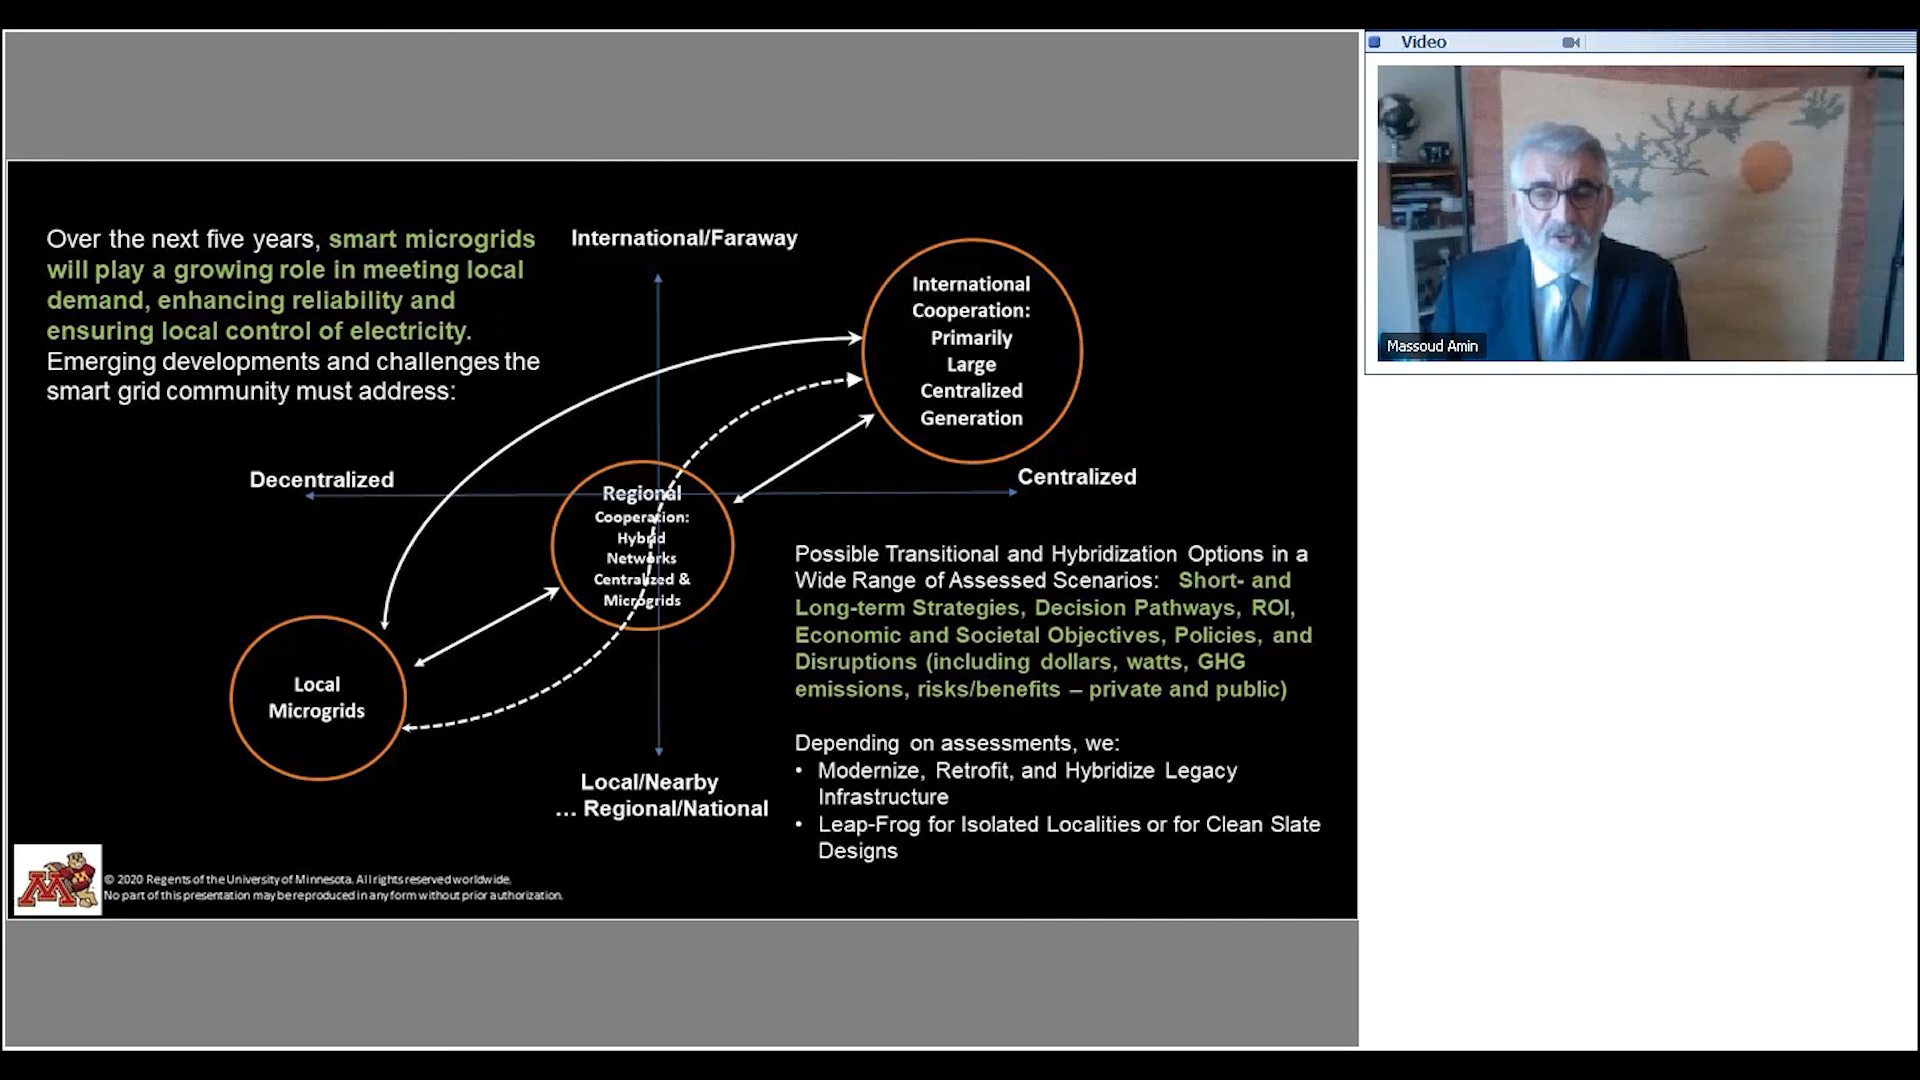 Video
Massoud Amin
Over the next five years, smart microgrids
will play a growing role in meeting local
demand, enhancing reliability and
ensuring local control of electricity.
Emerging developments and challenges the
smart grid community must address:
International/Faraway
International
Cooperation:
Primarily
Large
Centralized
Generation
Decentralized
Centralized
Regional
Cooperation:
Hybrid
Networks
Centralized &
Microgrids
Local
Microgrids
Local/Nearby
... Regional/National
Possible Transitional and Hybridization Options in a
Wide Range of Assessed Scenarios: Short- and
Long-term Strategies, Decision Pathways, ROI,
Economic and Societal Objectives, Policies, and
Disruptions (including dollars, watts, GHG
emissions, risks/benefits – private and public)
Depending on assessments, we:
• Modernize, Retrofit, and Hybridize Legacy
Infrastructure
• Leap-Frog for Isolated Localities or for Clean Slate
Designs
M
© 2020 Regents of the University of Minnesota. All rights reserved worldwide.
No part of this presentation may be reproduced in any form without prior authorization.